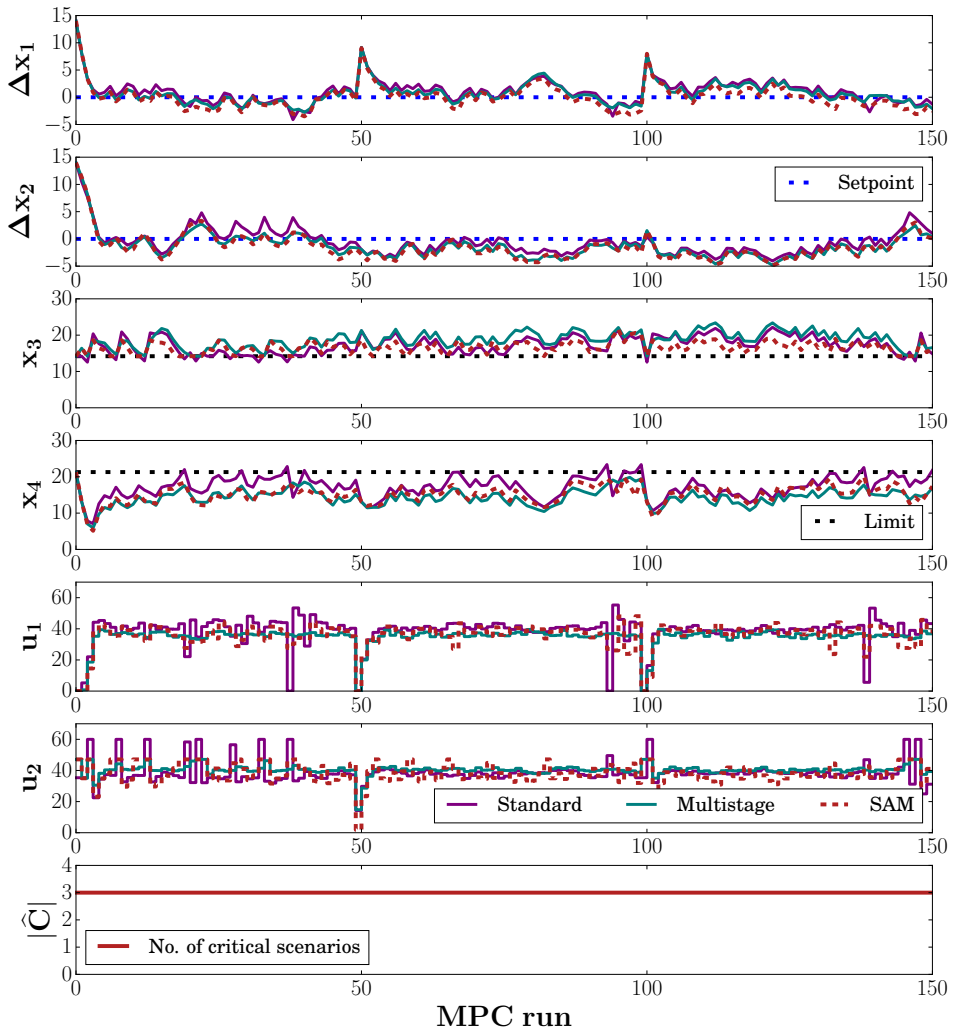 Δx1
15
10
5
0
−5
0 50 100 150
Δx2
15
10
5
0
−5
Setpoint
0 50 100 150
x3
30
20
10
0
0 50 100 150
x4
30
20
10
0
Limit
0 50 100 150
u1
60
40
20
0
0 50 100 150
u2
60
40
20
0
Standard Multistage SAM
0 50 100 150
|Ĉ|
4
3
2
1
0
No. of critical scenarios
0 50 100 150
MPC run